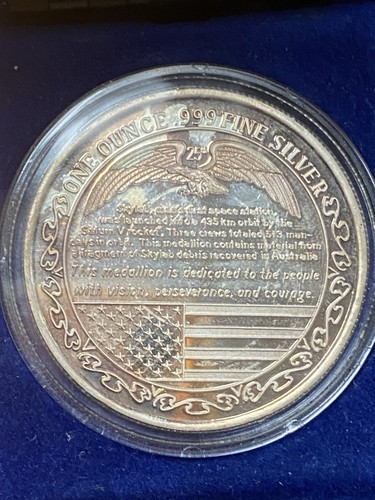 ONE OUNCE .999 FINE SILVER
25
space station,
was launched into a 435 km orbit by the
Saturn V rocket. Three crews totaled 513 man-
days in orbit. This medallion contains material from
a fragment of Skylab debris recovered in Australia
This medallion is dedicated to the people
with vision, perseverance, and courage.